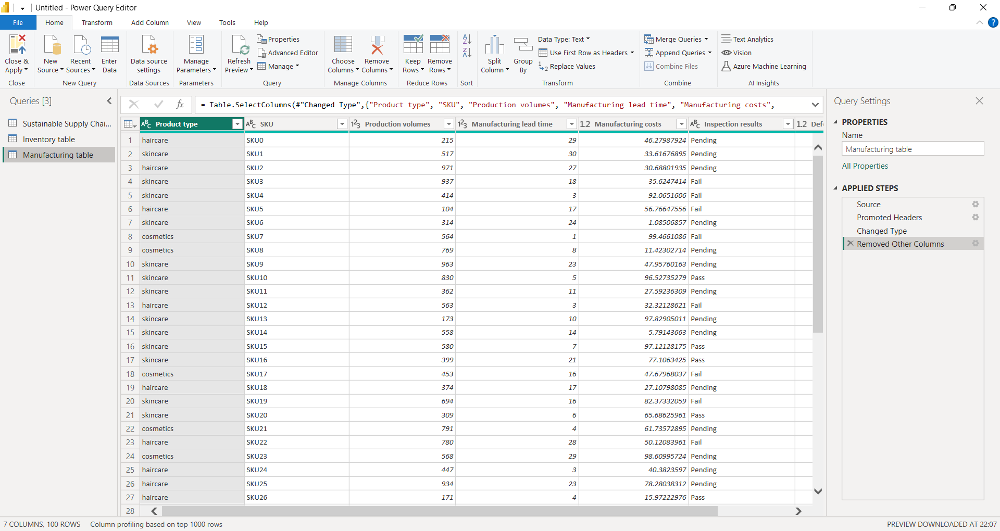 Untitled - Power Query Editor
File Home Transform Add Column View Tools Help
Close & Apply
Close
New Source
Recent Sources
Enter Data
New Query
Data source settings
Data Sources
Manage Parameters
Parameters
Refresh Preview
Properties
Advanced Editor
Manage
Query
Choose Columns
Remove Columns
Manage Columns
Keep Rows
Remove Rows
Reduce Rows
Sort
Split Column
Group By
Data Type: Text
Use First Row as Headers
Replace Values
Transform
Merge Queries
Append Queries
Combine Files
Combine
Text Analytics
Vision
Azure Machine Learning
AI Insights
Queries [3]
Sustainable Supply Chai...
Inventory table
Manufacturing table
fx = Table.SelectColumns(#"Changed Type",{"Product type", "SKU", "Production volumes", "Manufacturing lead time", "Manufacturing costs",
Product type SKU Production volumes Manufacturing lead time Manufacturing costs Inspection results Def
1 haircare SKU0 215 29 46.27987924 Pending
2 skincare SKU1 517 30 33.61676895 Pending
3 haircare SKU2 971 27 30.68801935 Pending
4 skincare SKU3 937 18 35.6247414 Fail
5 skincare SKU4 414 3 92.0651606 Fail
6 haircare SKU5 104 17 56.76647556 Fail
7 skincare SKU6 314 24 1.08506857 Pending
8 cosmetics SKU7 564 1 99.4661086 Fail
9 cosmetics SKU8 769 8 11.42302714 Pending
10 skincare SKU9 963 23 47.95760163 Pending
11 skincare SKU10 830 5 96.52735279 Pass
12 skincare SKU11 362 11 27.59236309 Pending
13 haircare SKU12 563 3 32.32128621 Fail
14 skincare SKU13 173 10 97.82905011 Pending
15 skincare SKU14 558 14 5.79143663 Pending
16 skincare SKU15 580 7 97.12128175 Pass
17 skincare SKU16 399 21 77.1063425 Pass
18 cosmetics SKU17 453 16 47.67968037 Fail
19 haircare SKU18 374 17 27.10798085 Pending
20 skincare SKU19 694 16 82.37332059 Fail
21 skincare SKU20 309 6 65.68625961 Pass
22 cosmetics SKU21 791 4 61.73572895 Pending
23 haircare SKU22 780 28 50.12083961 Fail
24 cosmetics SKU23 568 29 98.60995724 Pending
25 haircare SKU24 447 3 40.3823597 Pending
26 haircare SKU25 934 23 78.28038312 Pending
27 haircare SKU26 171 4 15.97222976 Pass
28
Query Settings
PROPERTIES
Name
Manufacturing table
All Properties
APPLIED STEPS
Source
Promoted Headers
Changed Type
Removed Other Columns
7 COLUMNS, 100 ROWS Column profiling based on top 1000 rows
PREVIEW DOWNLOADED AT 22:07